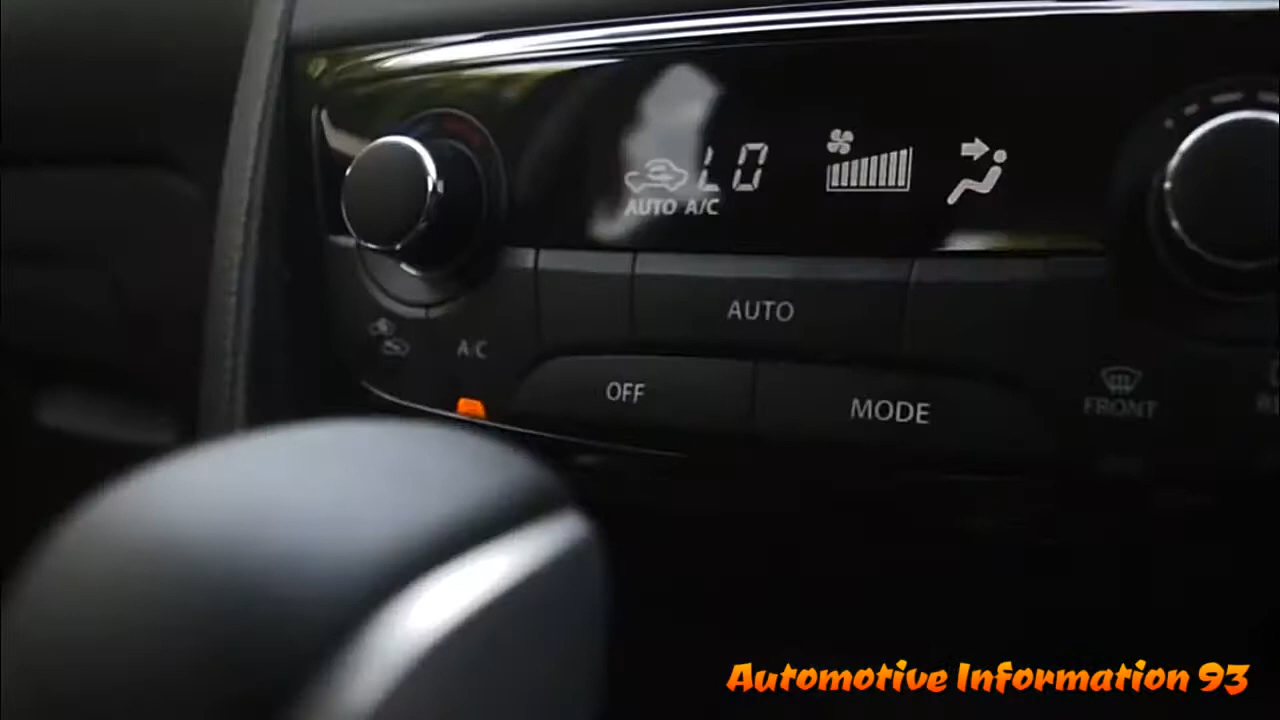 LO
AUTO A/C
AUTO
A/C
OFF
MODE
FRONT
Automotive Information 93